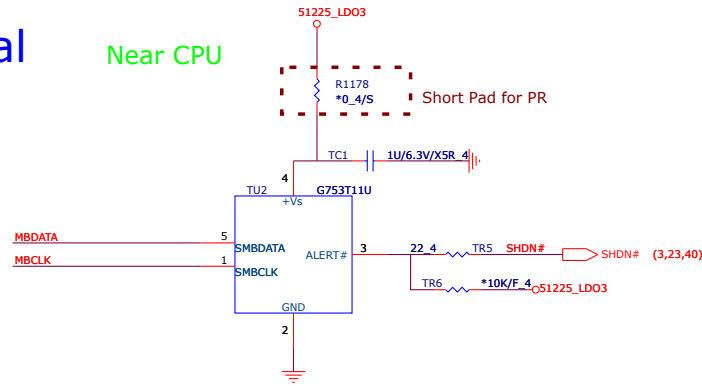 51225_LDO3
al
Near CPU
R1178
*0_4/S
Short Pad for PR
TC1
1U/6.3V/X5R_4
4
TU2
G753T11U
+Vs
MBDATA
5
SMBDATA
MBCLK
1
SMBCLK
ALERT#
3
22_4
TR5
SHDN#
SHDN#
(3,23,40)
TR6
*10K/F_4
51225_LDO3
GND
2